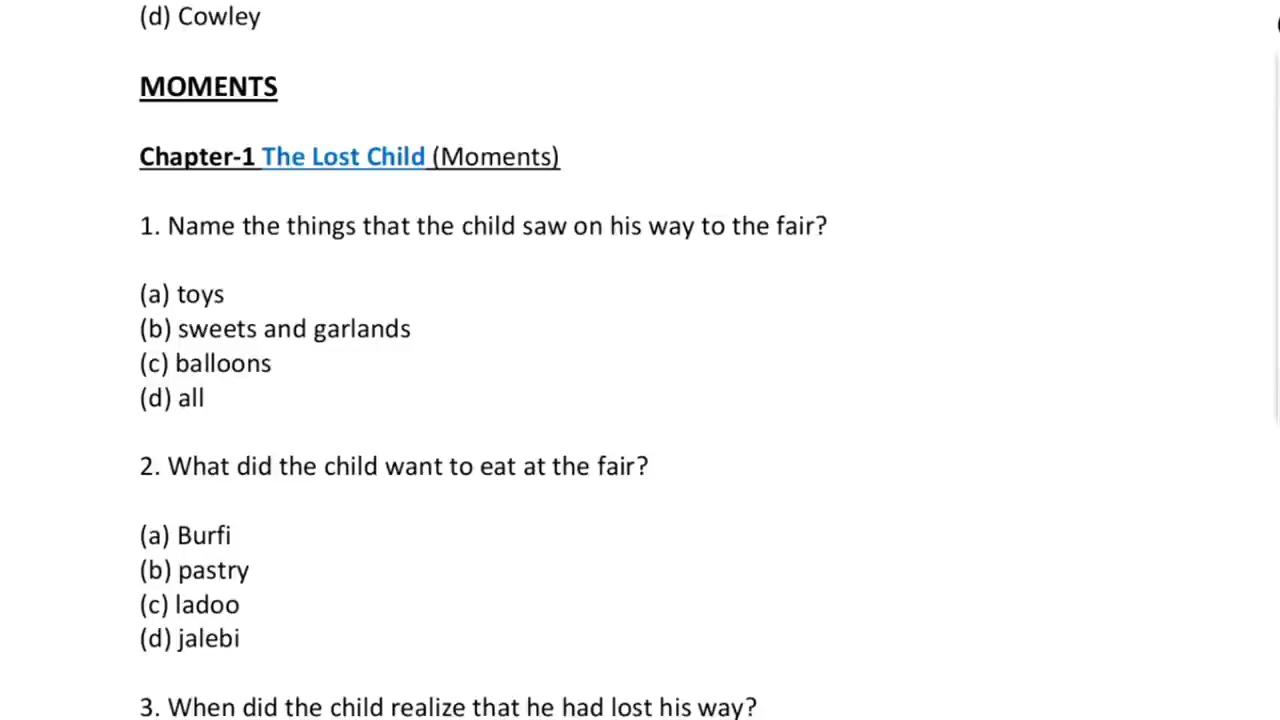 (d) Cowley
MOMENTS
Chapter-1 The Lost Child (Moments)
1. Name the things that the child saw on his way to the fair?
(a) toys
(b) sweets and garlands
(c) balloons
(d) all
2. What did the child want to eat at the fair?
(a) Burfi
(b) pastry
(c) ladoo
(d) jalebi
3. When did the child realize that he had lost his way?